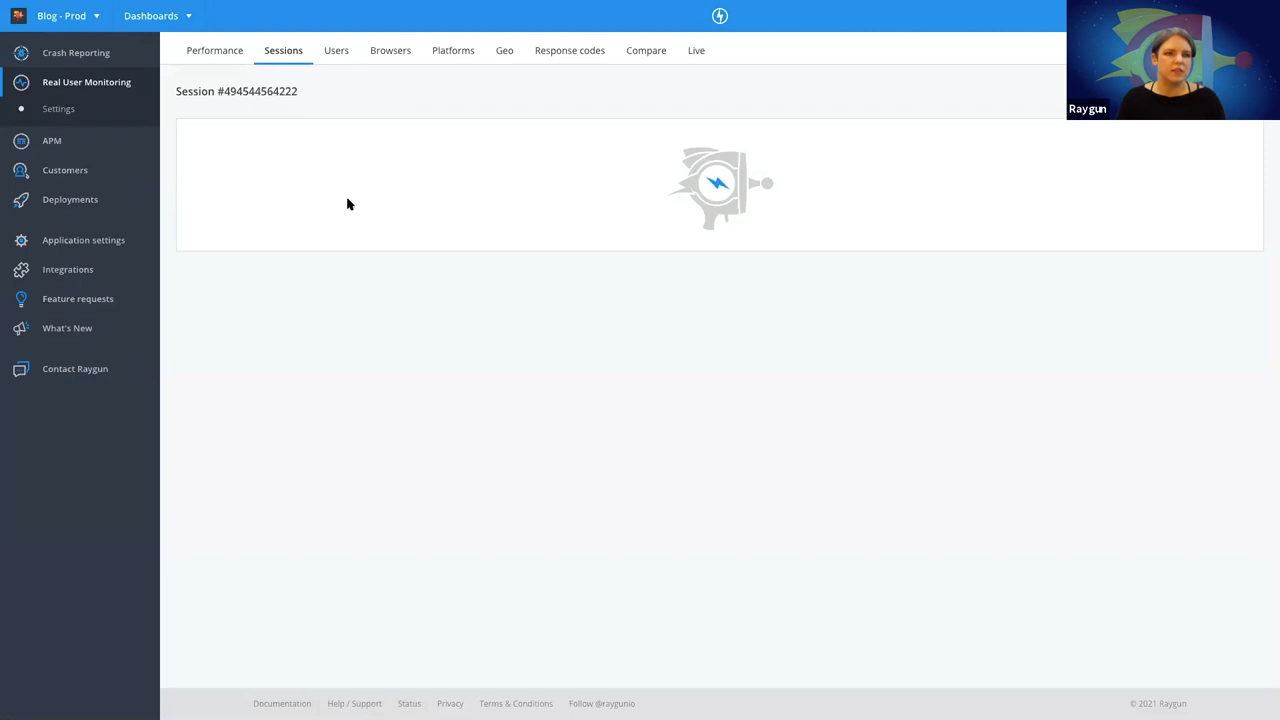 Blog - Prod
Dashboards
Crash Reporting
Real User Monitoring
Settings
APM
Customers
Deployments
Application settings
Integrations
Feature requests
What's New
Contact Raygun
Performance
Sessions
Users
Browsers
Platforms
Geo
Response codes
Compare
Live
Session #494544564222
Raygun
Documentation
Help / Support
Status
Privacy
Terms & Conditions
Follow @raygunio
© 2021 Raygun